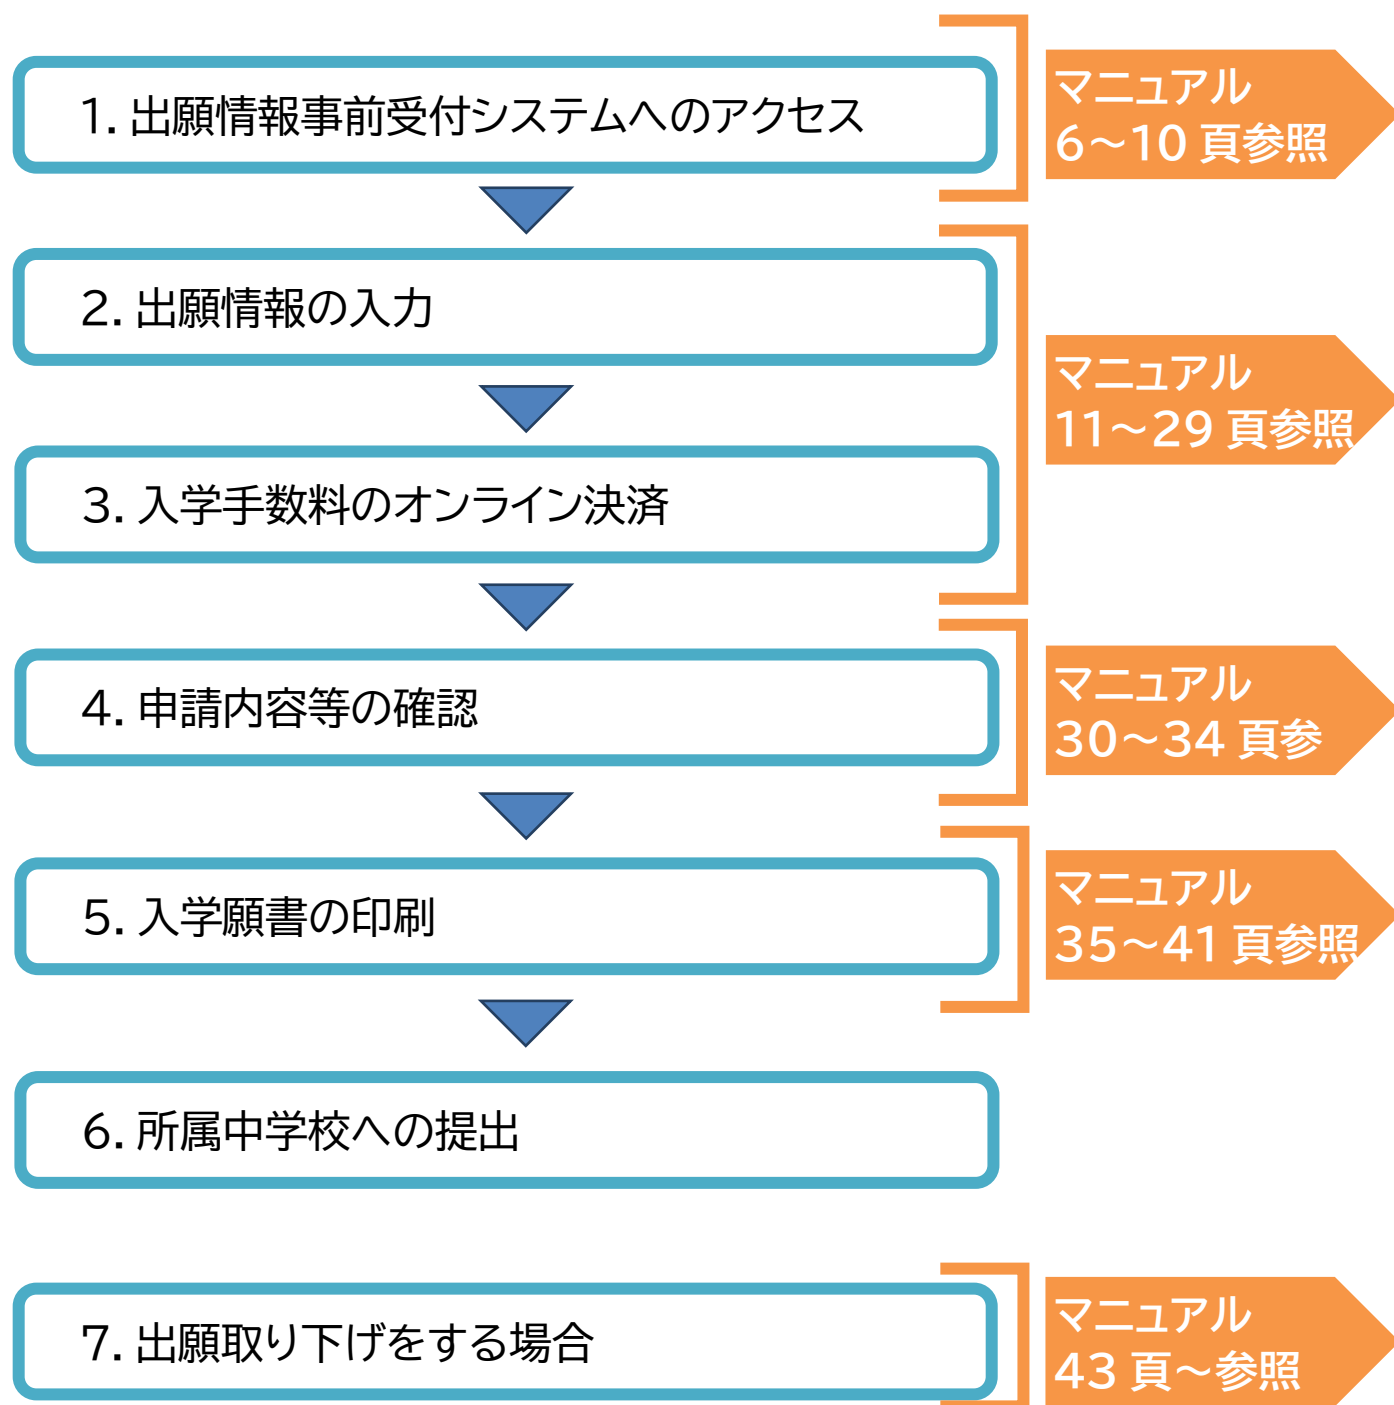 1. 出願情報事前受付システムへのアクセス
マニュアル
6～10 頁参照
2. 出願情報の入力
マニュアル
11～29 頁参照
3. 入学手数料のオンライン決済
4. 申請内容等の確認
マニュアル
30～34 頁参
5. 入学願書の印刷
マニュアル
35～41 頁参照
6. 所属中学校への提出
7. 出願取り下げをする場合
マニュアル
43 頁～参照